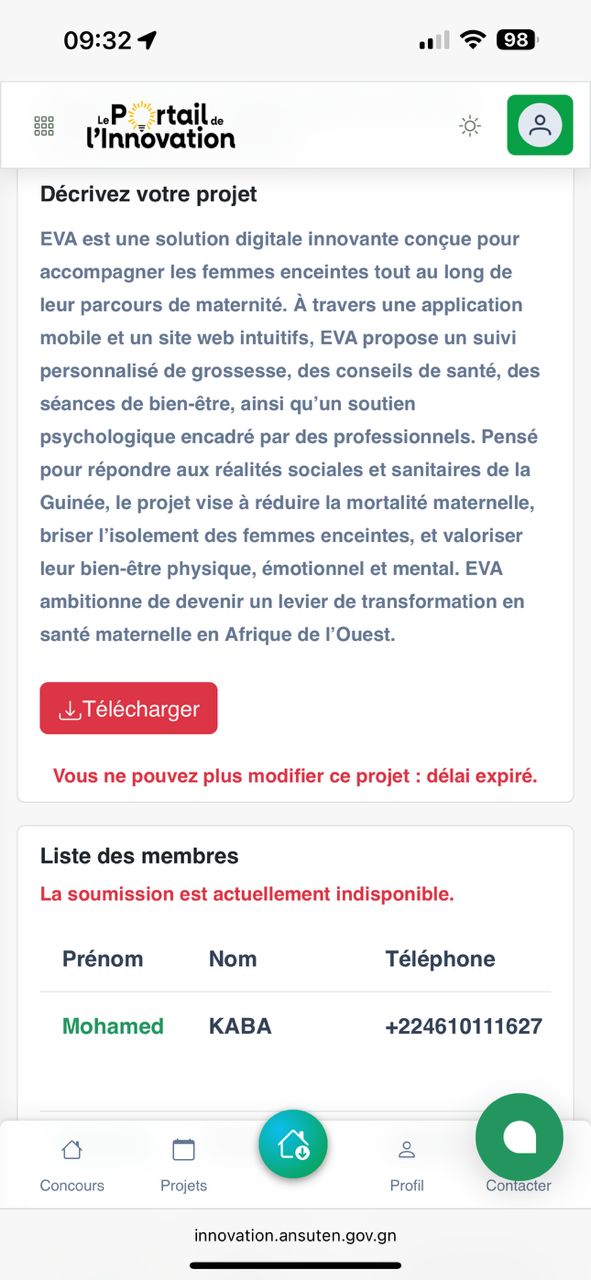 09:32
98
Le Portail de
l'Innovation
Décrivez votre projet
EVA est une solution digitale innovante conçue pour
accompagner les femmes enceintes tout au long de
leur parcours de maternité. À travers une application
mobile et un site web intuitifs, EVA propose un suivi
personnalisé de grossesse, des conseils de santé, des
séances de bien-être, ainsi qu’un soutien
psychologique encadré par des professionnels. Pensé
pour répondre aux réalités sociales et sanitaires de la
Guinée, le projet vise à réduire la mortalité maternelle,
briser l’isolement des femmes enceintes, et valoriser
leur bien-être physique, émotionnel et mental. EVA
ambitionne de devenir un levier de transformation en
santé maternelle en Afrique de l’Ouest.
Télécharger
Vous ne pouvez plus modifier ce projet : délai expiré.
Liste des membres
La soumission est actuellement indisponible.
Prénom Nom Téléphone
Mohamed KABA +224610111627
Concours Projets Profil Contacter
innovation.ansuten.gov.gn